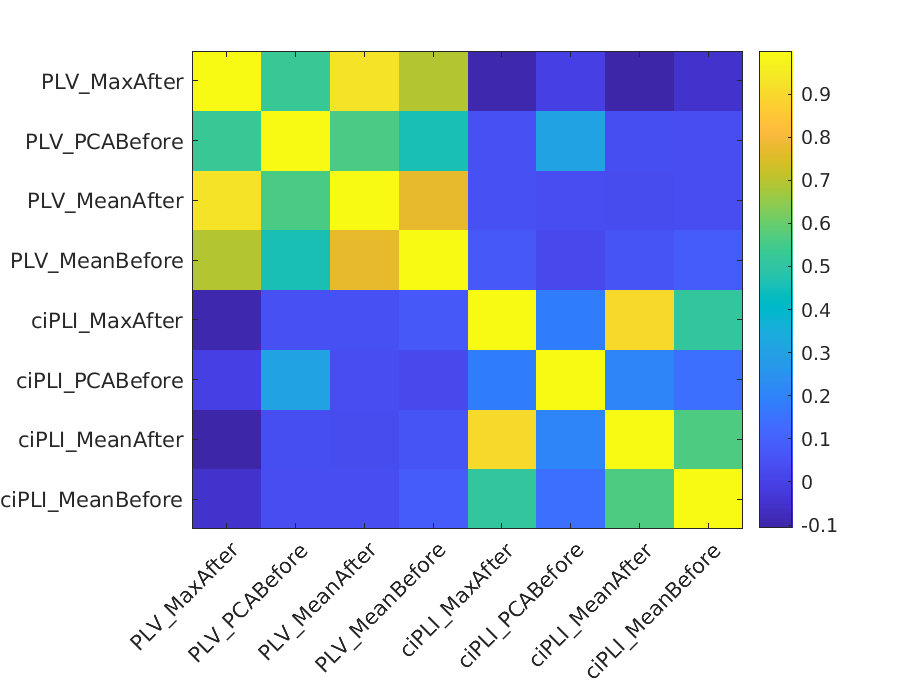 PLV_MaxAfter
PLV_PCABefore
PLV_MeanAfter
PLV_MeanBefore
ciPLI_MaxAfter
ciPLI_PCABefore
ciPLI_MeanAfter
ciPLI_MeanBefore
0.9
0.8
0.7
0.6
0.5
0.4
0.3
0.2
0.1
0
-0.1
PLV_MaxAfter
PLV_PCABefore
PLV_MeanAfter
PLV_MeanBefore
ciPLI_MaxAfter
ciPLI_PCABefore
ciPLI_MeanAfter
ciPLI_MeanBefore